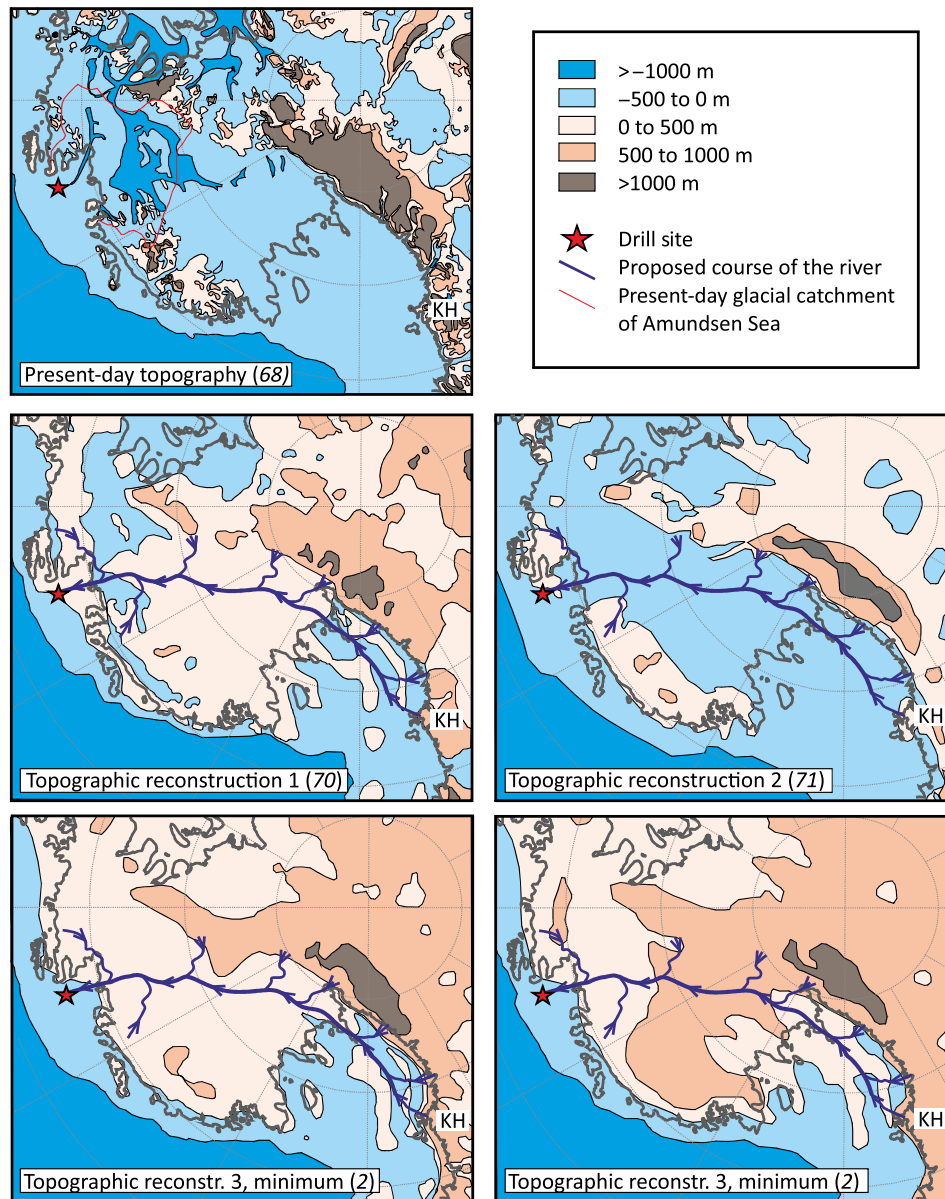 >−1000 m
−500 to 0 m
0 to 500 m
500 to 1000 m
>1000 m
Drill site
Proposed course of the river
Present-day glacial catchment
of Amundsen Sea
KH
Present-day topography (68)
KH
Topographic reconstruction 1 (70)
KH
Topographic reconstruction 2 (71)
KH
Topographic reconstr. 3, minimum (2)
KH
Topographic reconstr. 3, minimum (2)